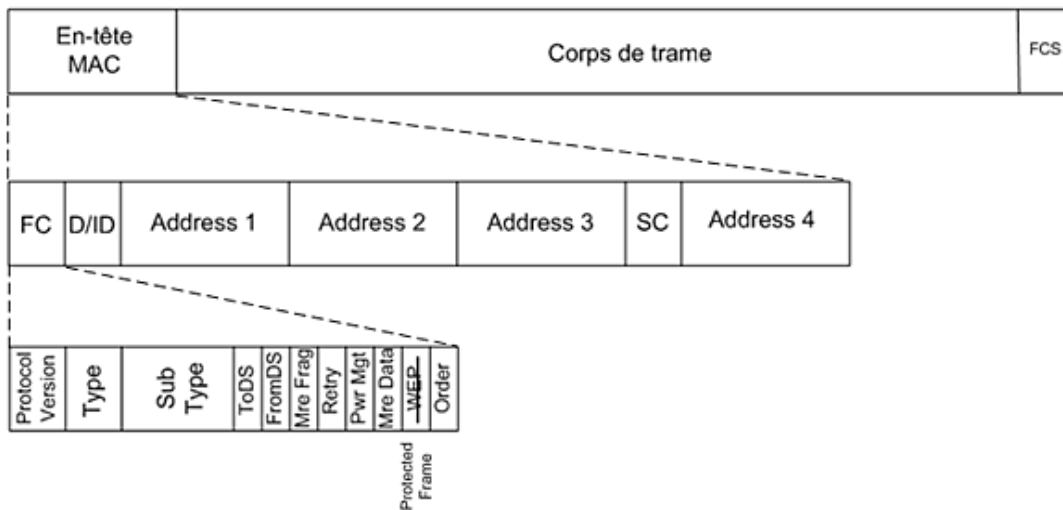 En-tête
MAC
Corps de trame
FCS
FC
D/ID
Address 1
Address 2
Address 3
SC
Address 4
Protocol
Version
Type
Sub
Type
ToDS
FromDS
Mre Frag
Retry
Pwr Mgt
Mre Data
WEP
Order
Protected
Frame